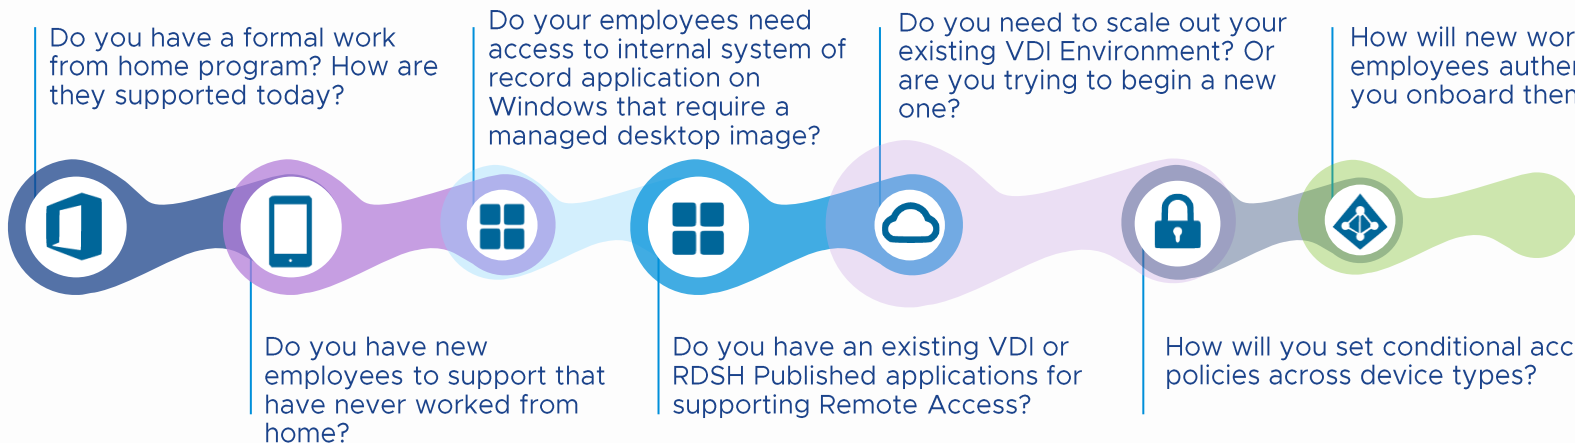 Do you have a formal work
from home program? How are
they supported today?
Do you have new
employees to support that
have never worked from
home?
Do your employees need
access to internal system of
record application on
Windows that require a
managed desktop image?
Do you have an existing VDI or
RDSH Published applications for
supporting Remote Access?
Do you need to scale out your
existing VDI Environment? Or
are you trying to begin a new
one?
How will you set conditional
policies across device types?
How will new
employees
you onboard